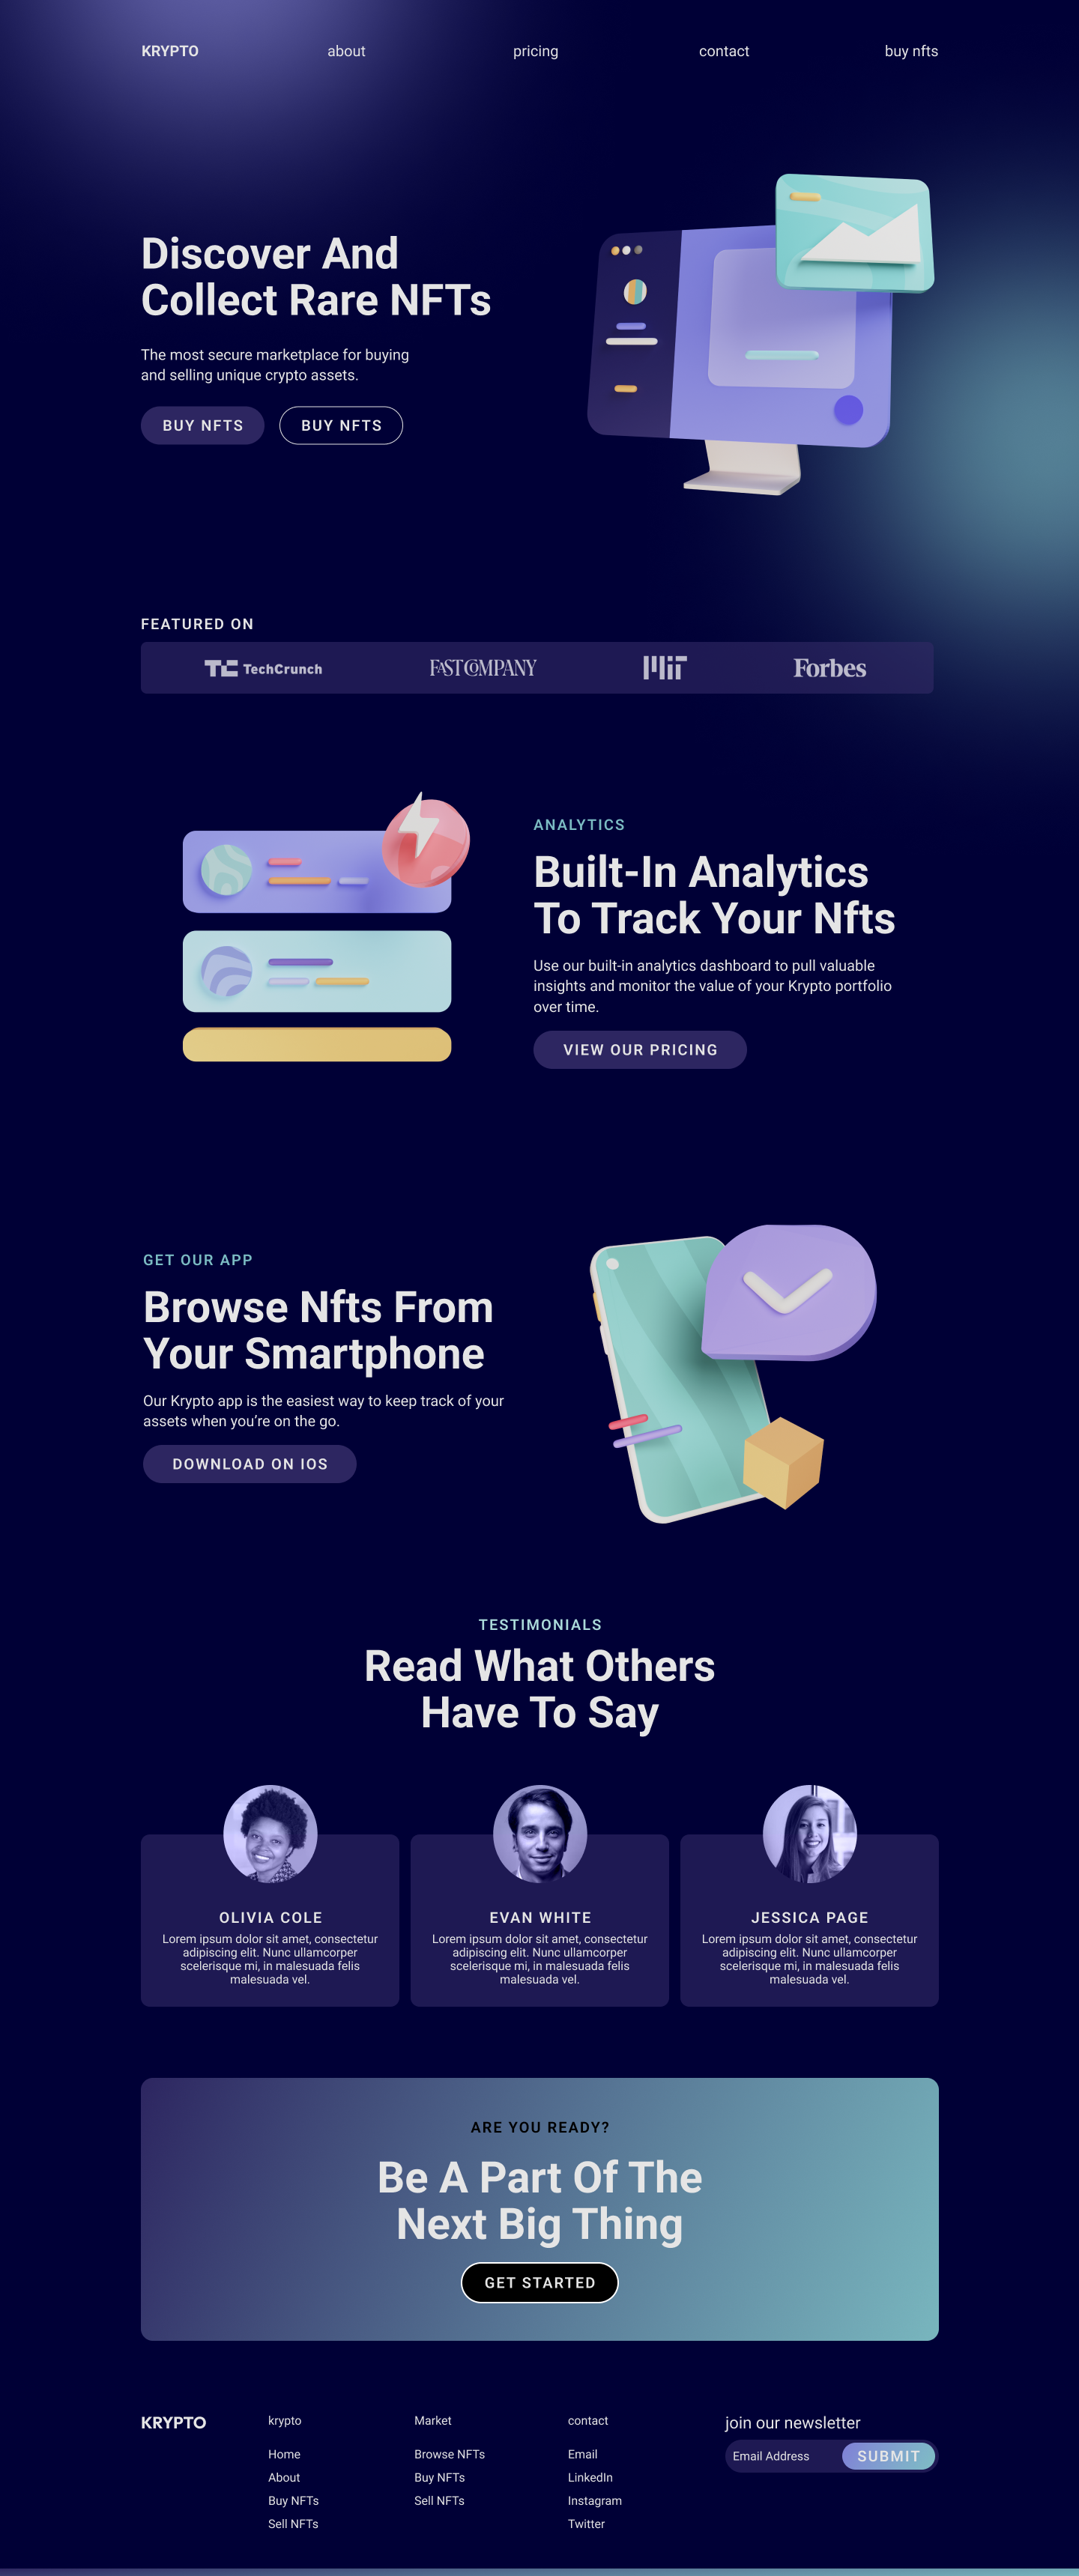 KRYPTO
about
pricing
contact
buy nfts
Discover And
Collect Rare NFTs
The most secure marketplace for buying
and selling unique crypto assets.
BUY NFTS
BUY NFTS
FEATURED ON
TC TechCrunch
FAST COMPANY
MIT
Forbes
ANALYTICS
Built-In Analytics
To Track Your Nfts
Use our built-in analytics dashboard to pull valuable
insights and monitor the value of your Krypto portfolio
over time.
VIEW OUR PRICING
GET OUR APP
Browse Nfts From
Your Smartphone
Our Krypto app is the easiest way to keep track of your
assets when you're on the go.
DOWNLOAD ON IOS
TESTIMONIALS
Read What Others
Have To Say
OLIVIA COLE
Lorem ipsum dolor sit amet, consectetur
adipiscing elit. Nunc ullamcorper
scelerisque mi, in malesuada felis
malesuada vel.
EVAN WHITE
Lorem ipsum dolor sit amet, consectetur
adipiscing elit. Nunc ullamcorper
scelerisque mi, in malesuada felis
malesuada vel.
JESSICA PAGE
Lorem ipsum dolor sit amet, consectetur
adipiscing elit. Nunc ullamcorper
scelerisque mi, in malesuada felis
malesuada vel.
ARE YOU READY?
Be A Part Of The
Next Big Thing
GET STARTED
KRYPTO
krypto
Home
About
Buy NFTs
Sell NFTs
Market
Browse NFTs
Buy NFTs
Sell NFTs
contact
Email
LinkedIn
Instagram
Twitter
join our newsletter
Email Address
SUBMIT